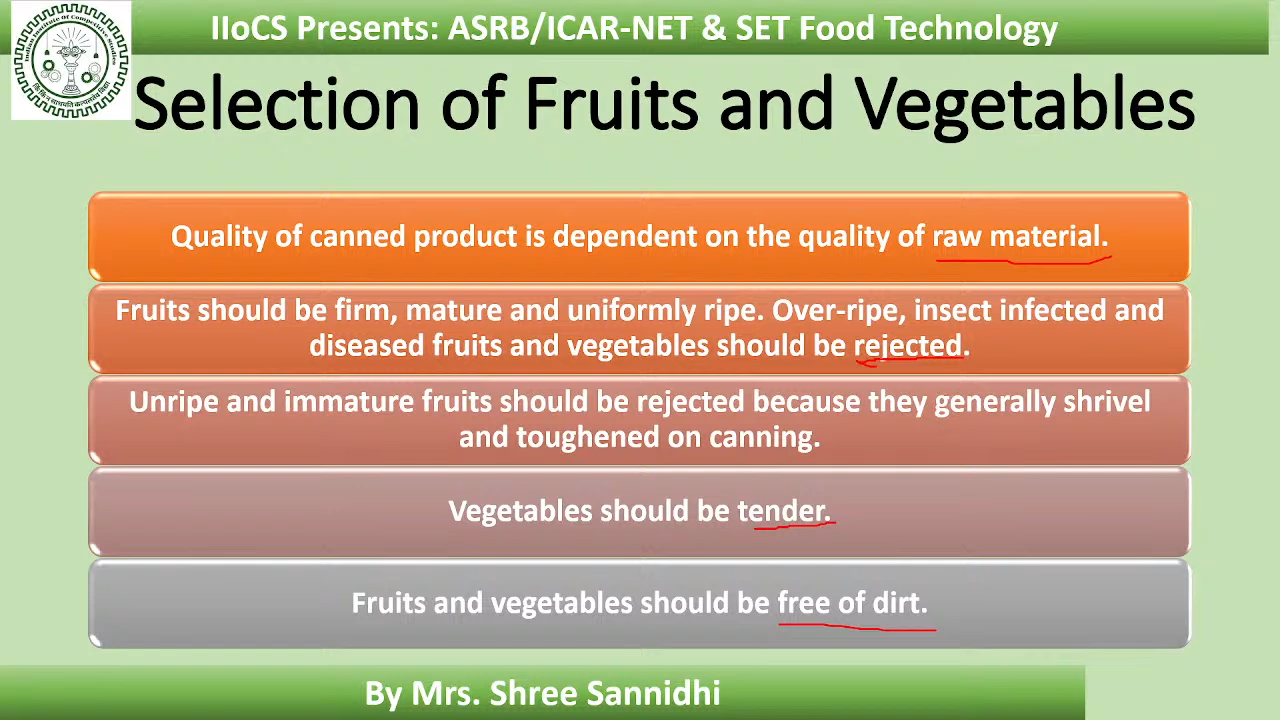 IIoCS Presents: ASRB/ICAR-NET & SET Food Technology
Selection of Fruits and Vegetables
Quality of canned product is dependent on the quality of raw material.
Fruits should be firm, mature and uniformly ripe. Over-ripe, insect infected and
diseased fruits and vegetables should be rejected.
Unripe and immature fruits should be rejected because they generally shrivel
and toughened on canning.
Vegetables should be tender.
Fruits and vegetables should be free of dirt.
By Mrs. Shree Sannidhi